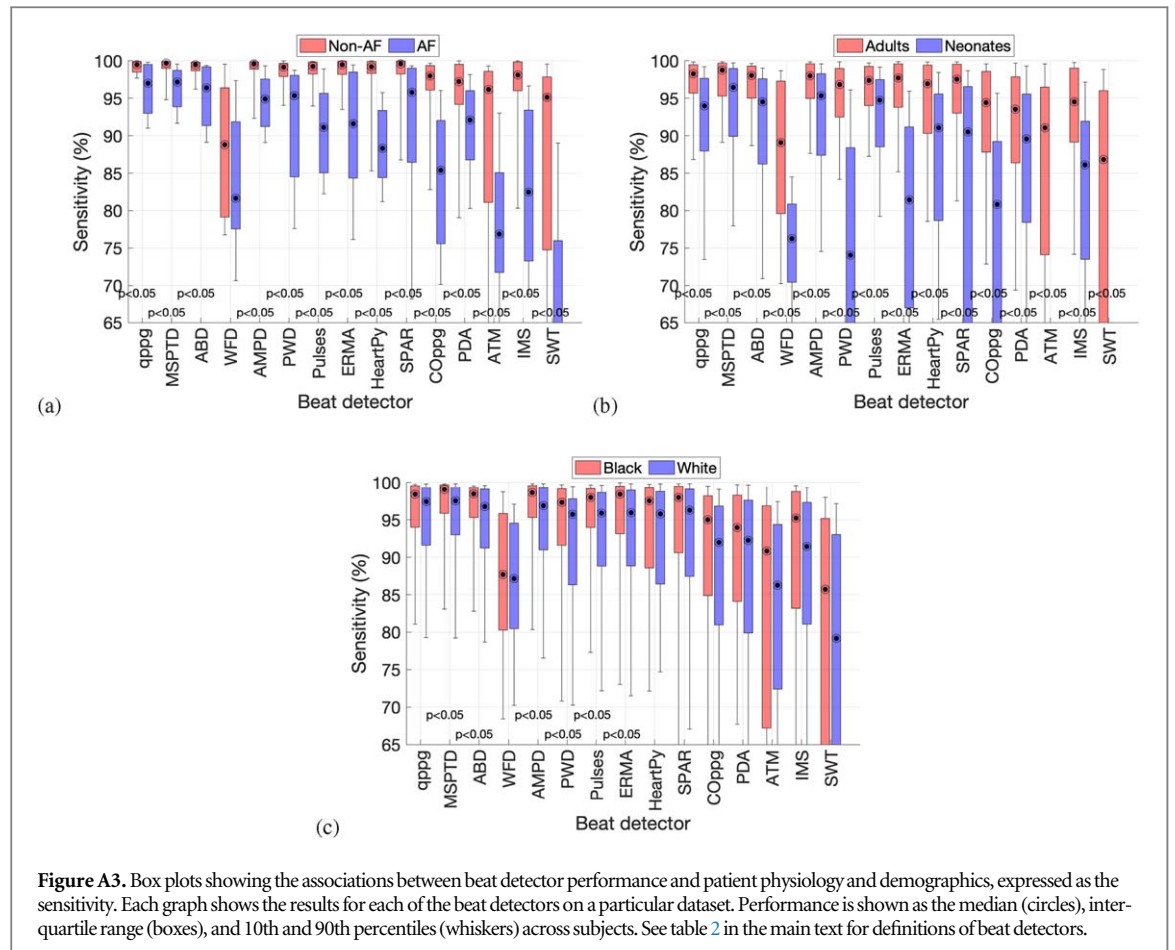 Non-AF AF
100
95
90
85
80
75
70
65
Sensitivity (%)
p<0.05 p<0.05 p<0.05 p<0.05 p<0.05 p<0.05 p<0.05
p<0.05 p<0.05 p<0.05 p<0.05 p<0.05 p<0.05 p<0.05
qppg
MSPTD
ABD
WFD
AMPD
PWD
Pulses
ERMA
HeartPy
SPAR
COppg
PDA
ATM
IMS
SWT
Beat detector
(a)
Adults Neonates
100
95
90
85
80
75
70
65
Sensitivity (%)
p<0.05 p<0.05 p<0.05 p<0.05 p<0.05 p<0.05 p<0.05
p<0.05 p<0.05 p<0.05 p<0.05 p<0.05 p<0.05 p<0.05
qppg
MSPTD
ABD
WFD
AMPD
PWD
Pulses
ERMA
HeartPy
SPAR
COppg
PDA
ATM
IMS
SWT
Beat detector
(b)
Black White
100
95
90
85
80
75
70
65
Sensitivity (%)
p<0.05 p<0.05 p<0.05
p<0.05 p<0.05 p<0.05
qppg
MSPTD
ABD
WFD
AMPD
PWD
Pulses
ERMA
HeartPy
SPAR
COppg
PDA
ATM
IMS
SWT
Beat detector
(c)
Figure A3. Box plots showing the associations between beat detector performance and patient physiology and demographics, expressed as the
sensitivity. Each graph shows the results for each of the beat detectors on a particular dataset. Performance is shown as the median (circles), inter-
quartile range (boxes), and 10th and 90th percentiles (whiskers) across subjects. See table 2 in the main text for definitions of beat detectors.